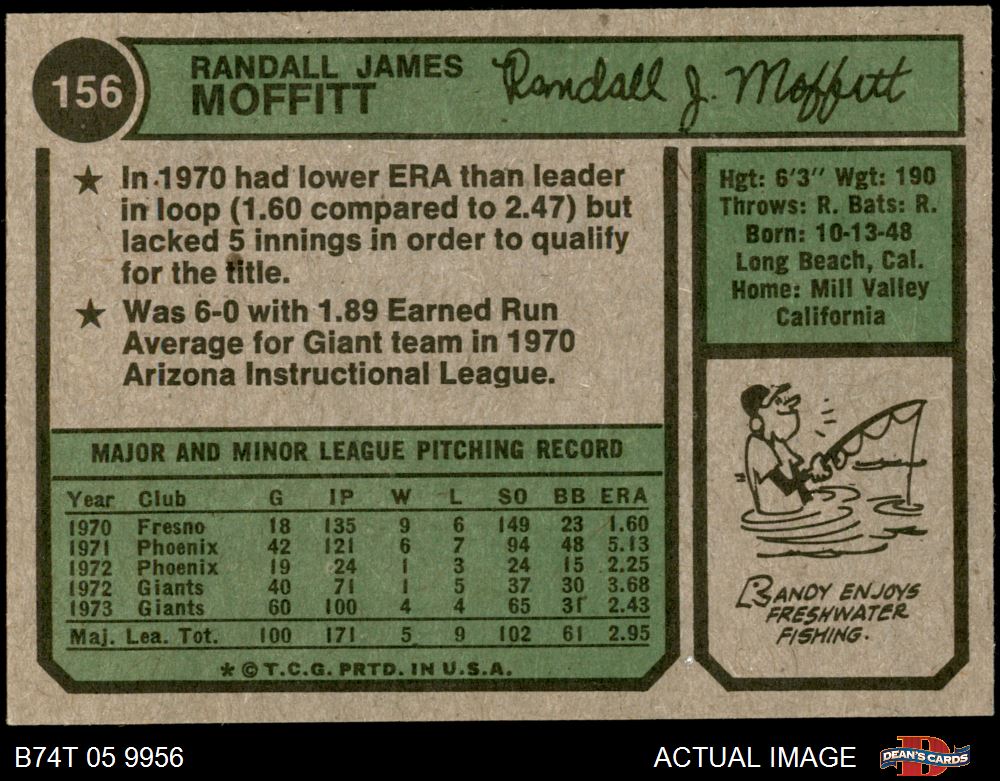 156
RANDALL JAMES
MOFFITT
Randall J. Moffitt
★ In 1970 had lower ERA than leader
in loop (1.60 compared to 2.47) but
lacked 5 innings in order to qualify
for the title.
★ Was 6-0 with 1.89 Earned Run
Average for Giant team in 1970
Arizona Instructional League.
Hgt: 6'3" Wgt: 190
Throws: R. Bats: R.
Born: 10-13-48
Long Beach, Cal.
Home: Mill Valley
California
MAJOR AND MINOR LEAGUE PITCHING RECORD
Year Club G IP W L SO BB ERA
1970 Fresno 18 135 9 6 149 23 1.60
1971 Phoenix 42 121 6 7 94 48 5.13
1972 Phoenix 19 24 1 3 24 15 2.25
1972 Giants 40 71 1 5 37 30 3.68
1973 Giants 60 100 4 4 65 31 2.43
Maj. Lea. Tot. 100 171 5 9 102 61 2.95
* © T.C.G. PRTD. IN U.S.A.
RANDY ENJOYS
FRESHWATER
FISHING.
B74T 05 9956
ACTUAL IMAGE
DEAN'S CARDS